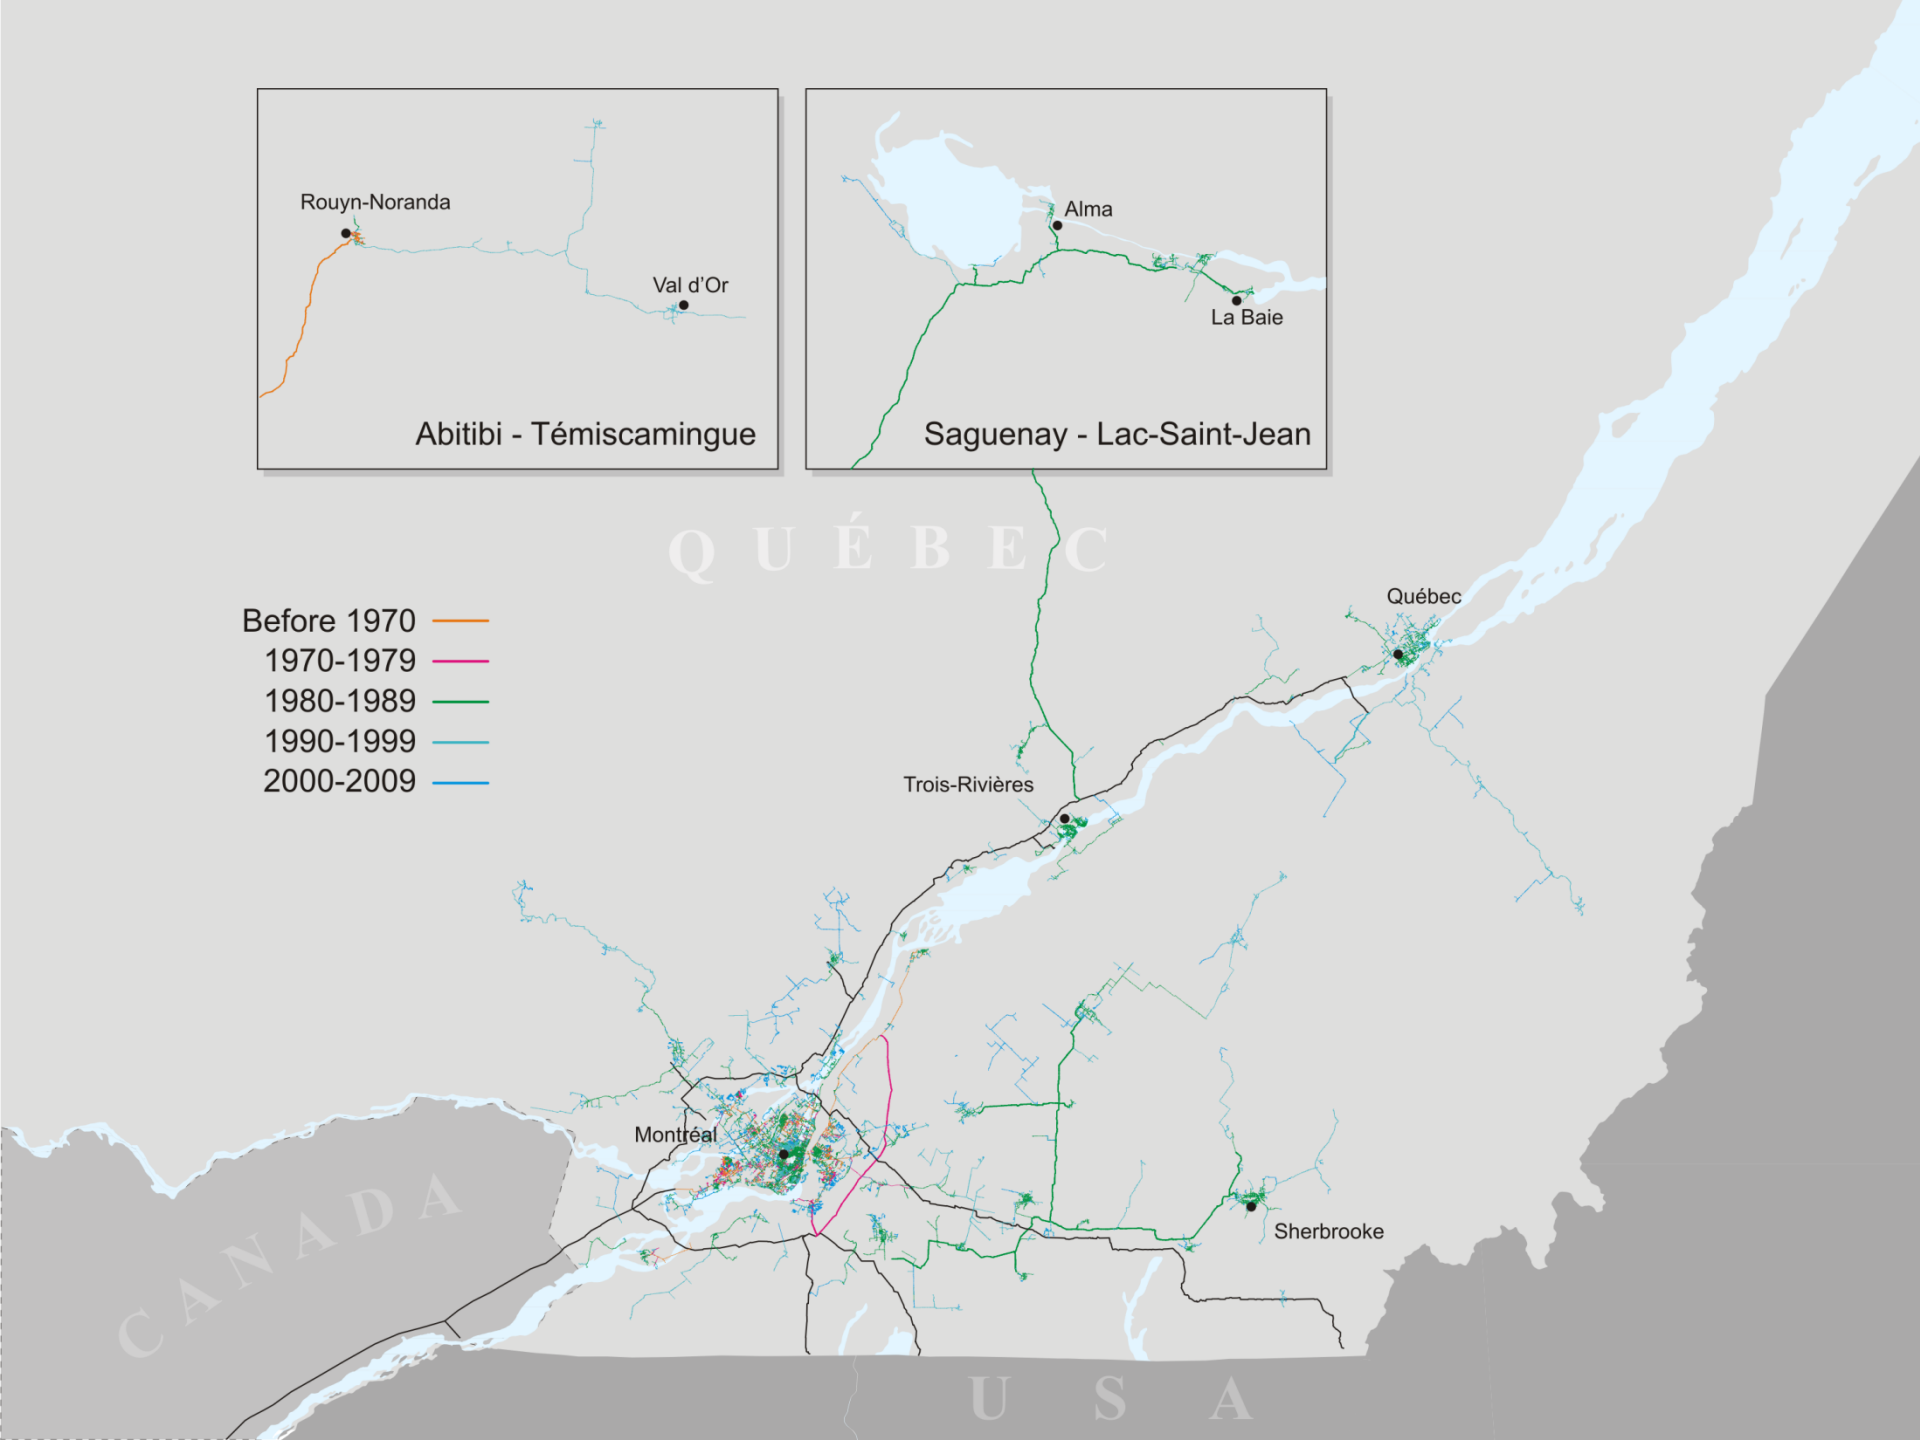 Rouyn-Noranda
Val d'Or
Abitibi - Témiscamingue
Alma
La Baie
Saguenay - Lac-Saint-Jean
QUÉBEC
Before 1970
1970-1979
1980-1989
1990-1999
2000-2009
Québec
Trois-Rivières
Montréal
Sherbrooke
CANADA
USA